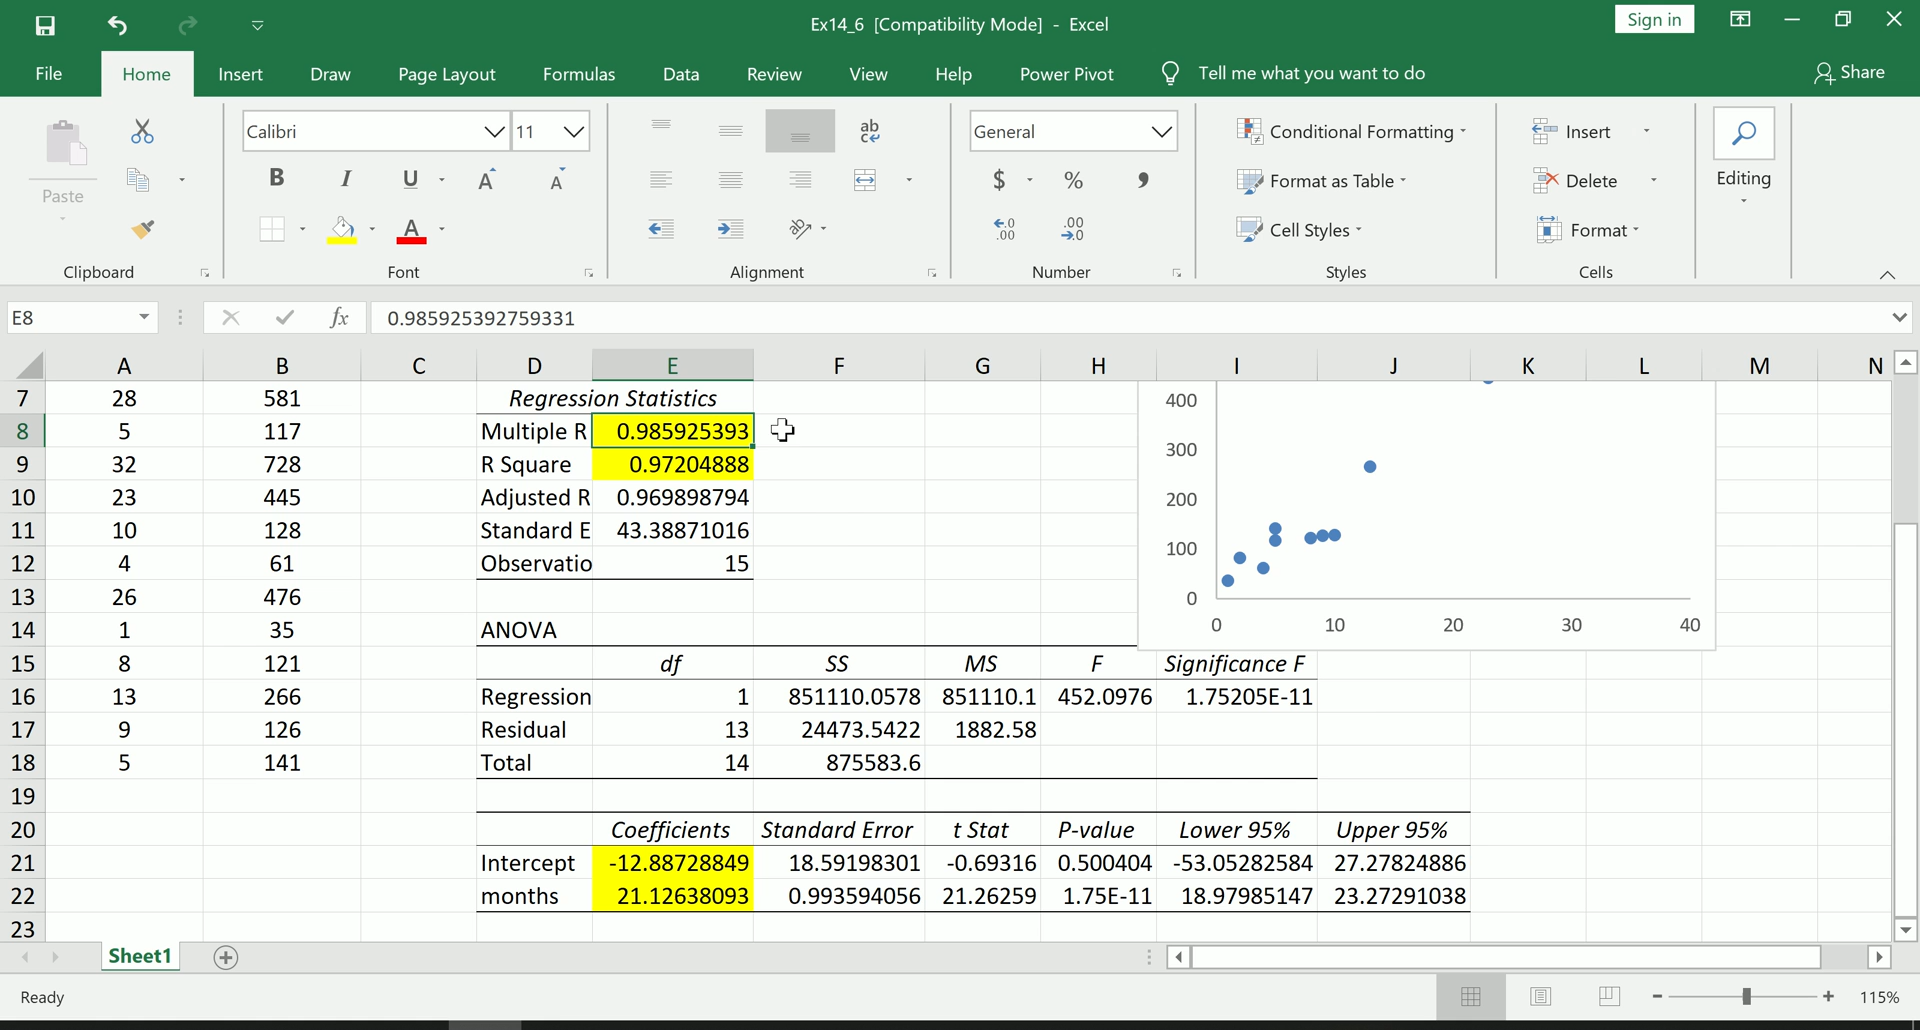 Ex14_6 [Compatibility Mode] - Excel
Sign in
File Home Insert Draw Page Layout Formulas Data Review View Help Power Pivot Tell me what you want to do Share
Paste
Calibri 11
B I U A A
ab
General
$ % 9
Conditional Formatting
Format as Table
Cell Styles
Insert
Delete
Format
Editing
Clipboard Font Alignment Number Styles Cells
E8 fx 0.985925392759331
A B C D E F G H I J K L M N
7 28 581 Regression Statistics
8 5 117 Multiple R 0.985925393
9 32 728 R Square 0.97204888
10 23 445 Adjusted R 0.969898794
11 10 128 Standard E 43.38871016
12 4 61 Observatio 15
13 26 476
14 1 35 ANOVA
15 8 121 df SS MS F Significance F
16 13 266 Regression 1 851110.0578 851110.1 452.0976 1.75205E-11
17 9 126 Residual 13 24473.5422 1882.58
18 5 141 Total 14 875583.6
19
20 Coefficients Standard Error t Stat P-value Lower 95% Upper 95%
21 Intercept -12.88728849 18.59198301 -0.69316 0.500404 -53.05282584 27.27824886
22 months 21.12638093 0.993594056 21.26259 1.75E-11 18.97985147 23.27291038
23
400
300
200
100
0
0 10 20 30 40
Sheet1
Ready
115%